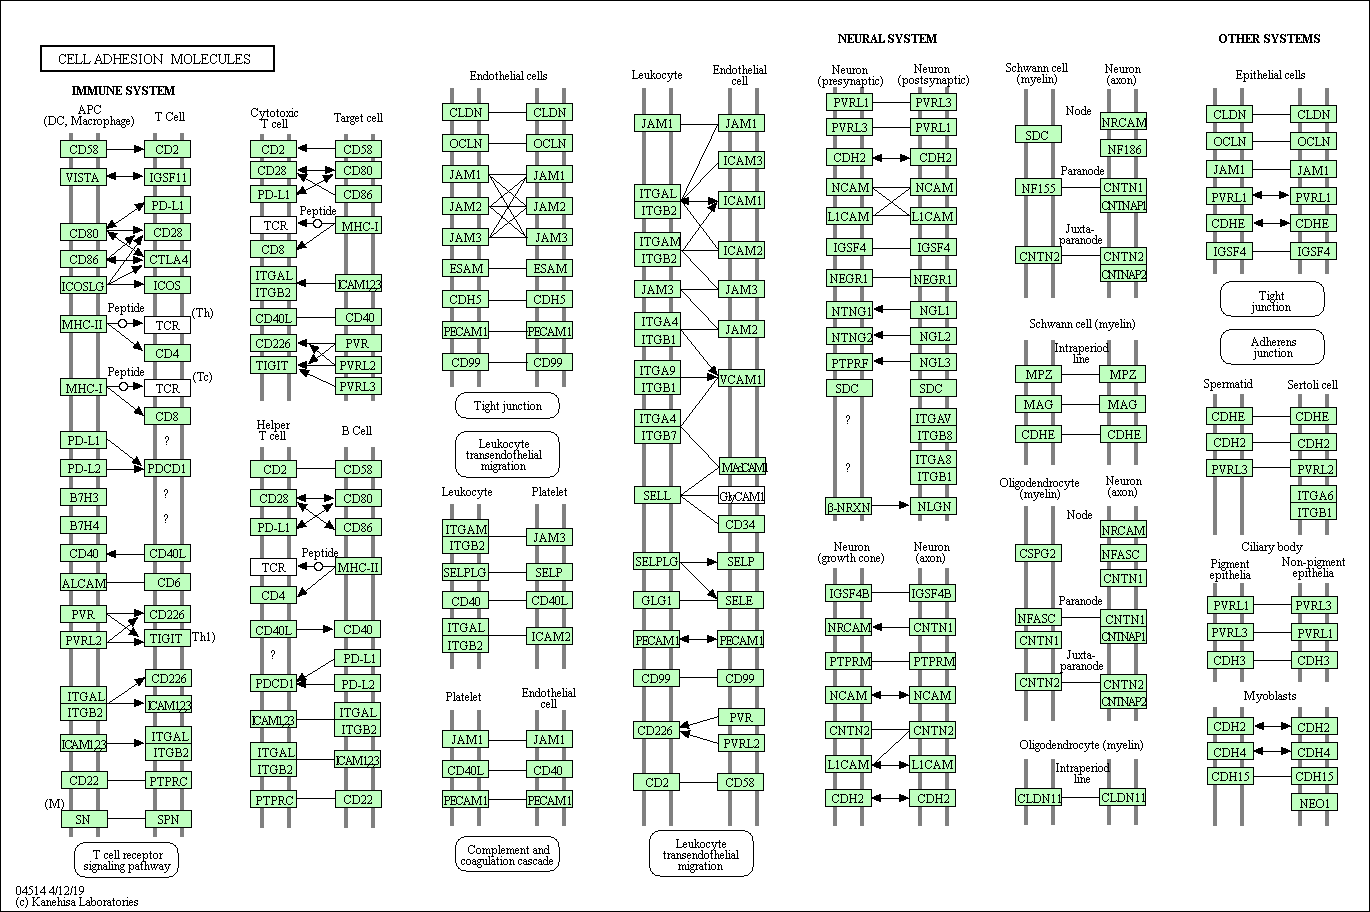 CELL ADHESION MOLECULES
IMMUNE SYSTEM
APC
(DC, Macrophage)
T Cell
CD58
CD2
VISTA
IGSF11
PD-L1
CD80
CD28
CD86
CTLA4
ICOSLG
ICOS
Peptide
(Th)
MHC-II
TCR
CD4
Peptide
(Tc)
MHC-I
TCR
CD8
PD-L1
?
PD-L2
PDCD1
B7H3
?
B7H4
?
CD40
CD40L
ALCAM
CD6
PVR
CD226
PVRL2
TIGIT
Th1)
CD226
ITGAL
ITGB2
ICAM123
ICAM123
ITGAL
ITGB2
CD22
PTPRC
(M)
SN
SPN
T cell receptor
signaling pathway
04514 4/12/19
(c) Kanehisa Laboratories
Cytotoxic
T cell
Target cell
CD2
CD58
CD28
CD80
PD-L1
CD86
Peptide
TCR
MHC-I
CD8
ITGAL
ITGB2
ICAM123
CD40L
CD40
CD226
PVR
TIGIT
PVRL2
PVRL3
Helper
T cell
B Cell
CD2
CD58
CD28
CD80
PD-L1
CD86
Peptide
TCR
MHC-II
CD4
CD40L
CD40
?
PD-L1
PDCD1
PD-L2
ICAM123
ITGAL
ITGB2
ITGAL
ITGB2
ICAM123
PTPRC
CD22
Endothelial cells
CLDN
CLDN
OCLN
OCLN
JAM1
JAM1
JAM2
JAM2
JAM3
JAM3
ESAM
ESAM
CDH5
CDH5
PECAM1
PECAM1
CD99
CD99
Tight junction
Leukocyte
transendothelial
migration
Leukocyte
Platelet
ITGAM
ITGB2
JAM3
SELPLG
SELP
CD40
CD40L
ITGAL
ITGB2
ICAM2
Platelet
Endothelial
cell
JAM1
JAM1
CD40L
CD40
PECAM1
PECAM1
Complement and
coagulation cascade
Leukocyte
Endothelial
cell
JAM1
JAM1
ICAM3
ITGAL
ITGB2
ICAM1
ITGAM
ITGB2
ICAM2
JAM3
JAM3
ITGA4
ITGB1
JAM2
ITGA9
ITGB1
VCAM1
ITGA4
ITGB7
MAdCAM1
SELL
GlyCAM1
CD34
SELPLG
SELP
GLG1
SELE
PECAM1
PECAM1
CD99
CD99
CD226
PVR
PVRL2
CD2
CD58
Leukocyte
transendothelial
migration
NEURAL SYSTEM
Neuron
(presynaptic)
Neuron
(postsynaptic)
PVRL1
PVRL3
PVRL3
PVRL1
CDH2
CDH2
NCAM
NCAM
L1CAM
L1CAM
IGSF4
IGSF4
NEGR1
NEGR1
NTNG1
NGL1
NTNG2
NGL2
PTPRF
NGL3
SDC
SDC
?
ITGAV
ITGB8
?
ITGA8
ITGB1
β-NRXN
NLGN
Neuron
(growth cone)
Neuron
(axon)
IGSF4B
IGSF4B
NRCAM
CNTN1
PTPRM
PTPRM
NCAM
NCAM
CNTN2
CNTN2
L1CAM
L1CAM
CDH2
CDH2
Schwann cell
(myelin)
Neuron
(axon)
Node
SDC
NRCAM
NF186
Paranode
NF155
CNTN1
CNTNAP1
Juxta-
paranode
CNTN2
CNTN2
CNTNAP2
Schwann cell (myelin)
Intraperiod
line
MPZ
MPZ
MAG
MAG
CDHE
CDHE
Oligodendrocyte
(myelin)
Neuron
(axon)
Node
NRCAM
CSPG2
NFASC
CNTN1
Paranode
NFASC
CNTN1
CNTN1
CNTNAP1
Juxta-
paranode
CNTN2
CNTN2
CNTNAP2
Oligodendrocyte (myelin)
Intraperiod
line
CLDN11
CLDN11
OTHER SYSTEMS
Epithelial cells
CLDN
CLDN
OCLN
OCLN
JAM1
JAM1
PVRL1
PVRL1
CDHE
CDHE
IGSF4
IGSF4
Tight
junction
Adherens
junction
Spermatid
Sertoli cell
CDHE
CDHE
CDH2
CDH2
PVRL3
PVRL2
ITGA6
ITGB1
Ciliary body
Pigment
epithelia
Non-pigment
epithelia
PVRL1
PVRL3
PVRL3
PVRL1
CDH3
CDH3
Myoblasts
CDH2
CDH2
CDH4
CDH4
CDH15
CDH15
NEO1